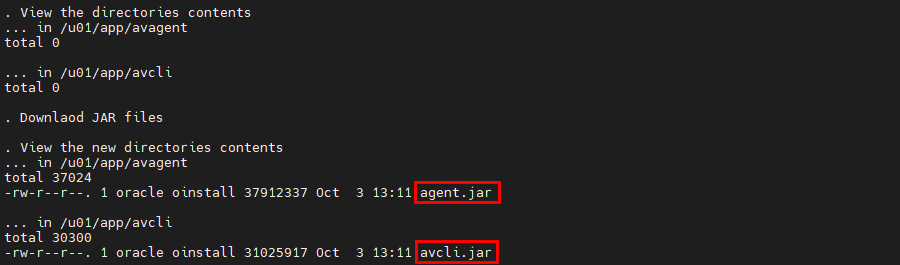 . View the directories contents
... in /u01/app/avagent
total 0
... in /u01/app/avcli
total 0
. Downlaod JAR files
. View the new directories contents
... in /u01/app/avagent
total 37024
-rw-r--r--. 1 oracle oinstall 37912337 Oct  3 13:11 agent.jar
... in /u01/app/avcli
total 30300
-rw-r--r--. 1 oracle oinstall 31025917 Oct  3 13:11 avcli.jar